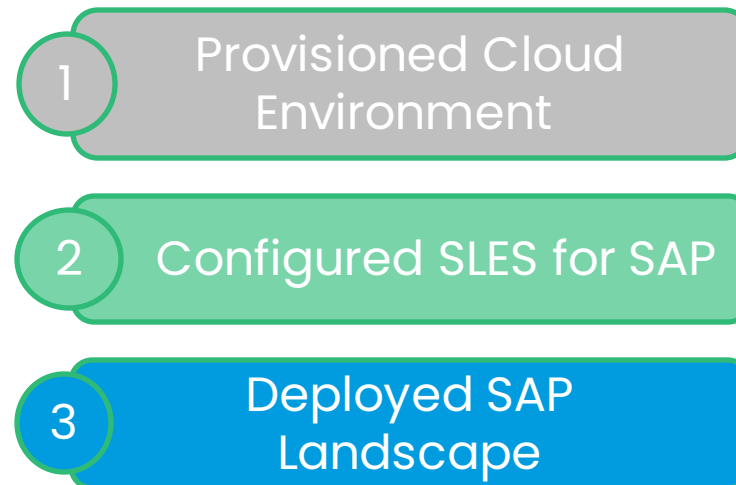 1
Provisioned Cloud
Environment
2
Configured SLES for SAP
3
Deployed SAP
Landscape